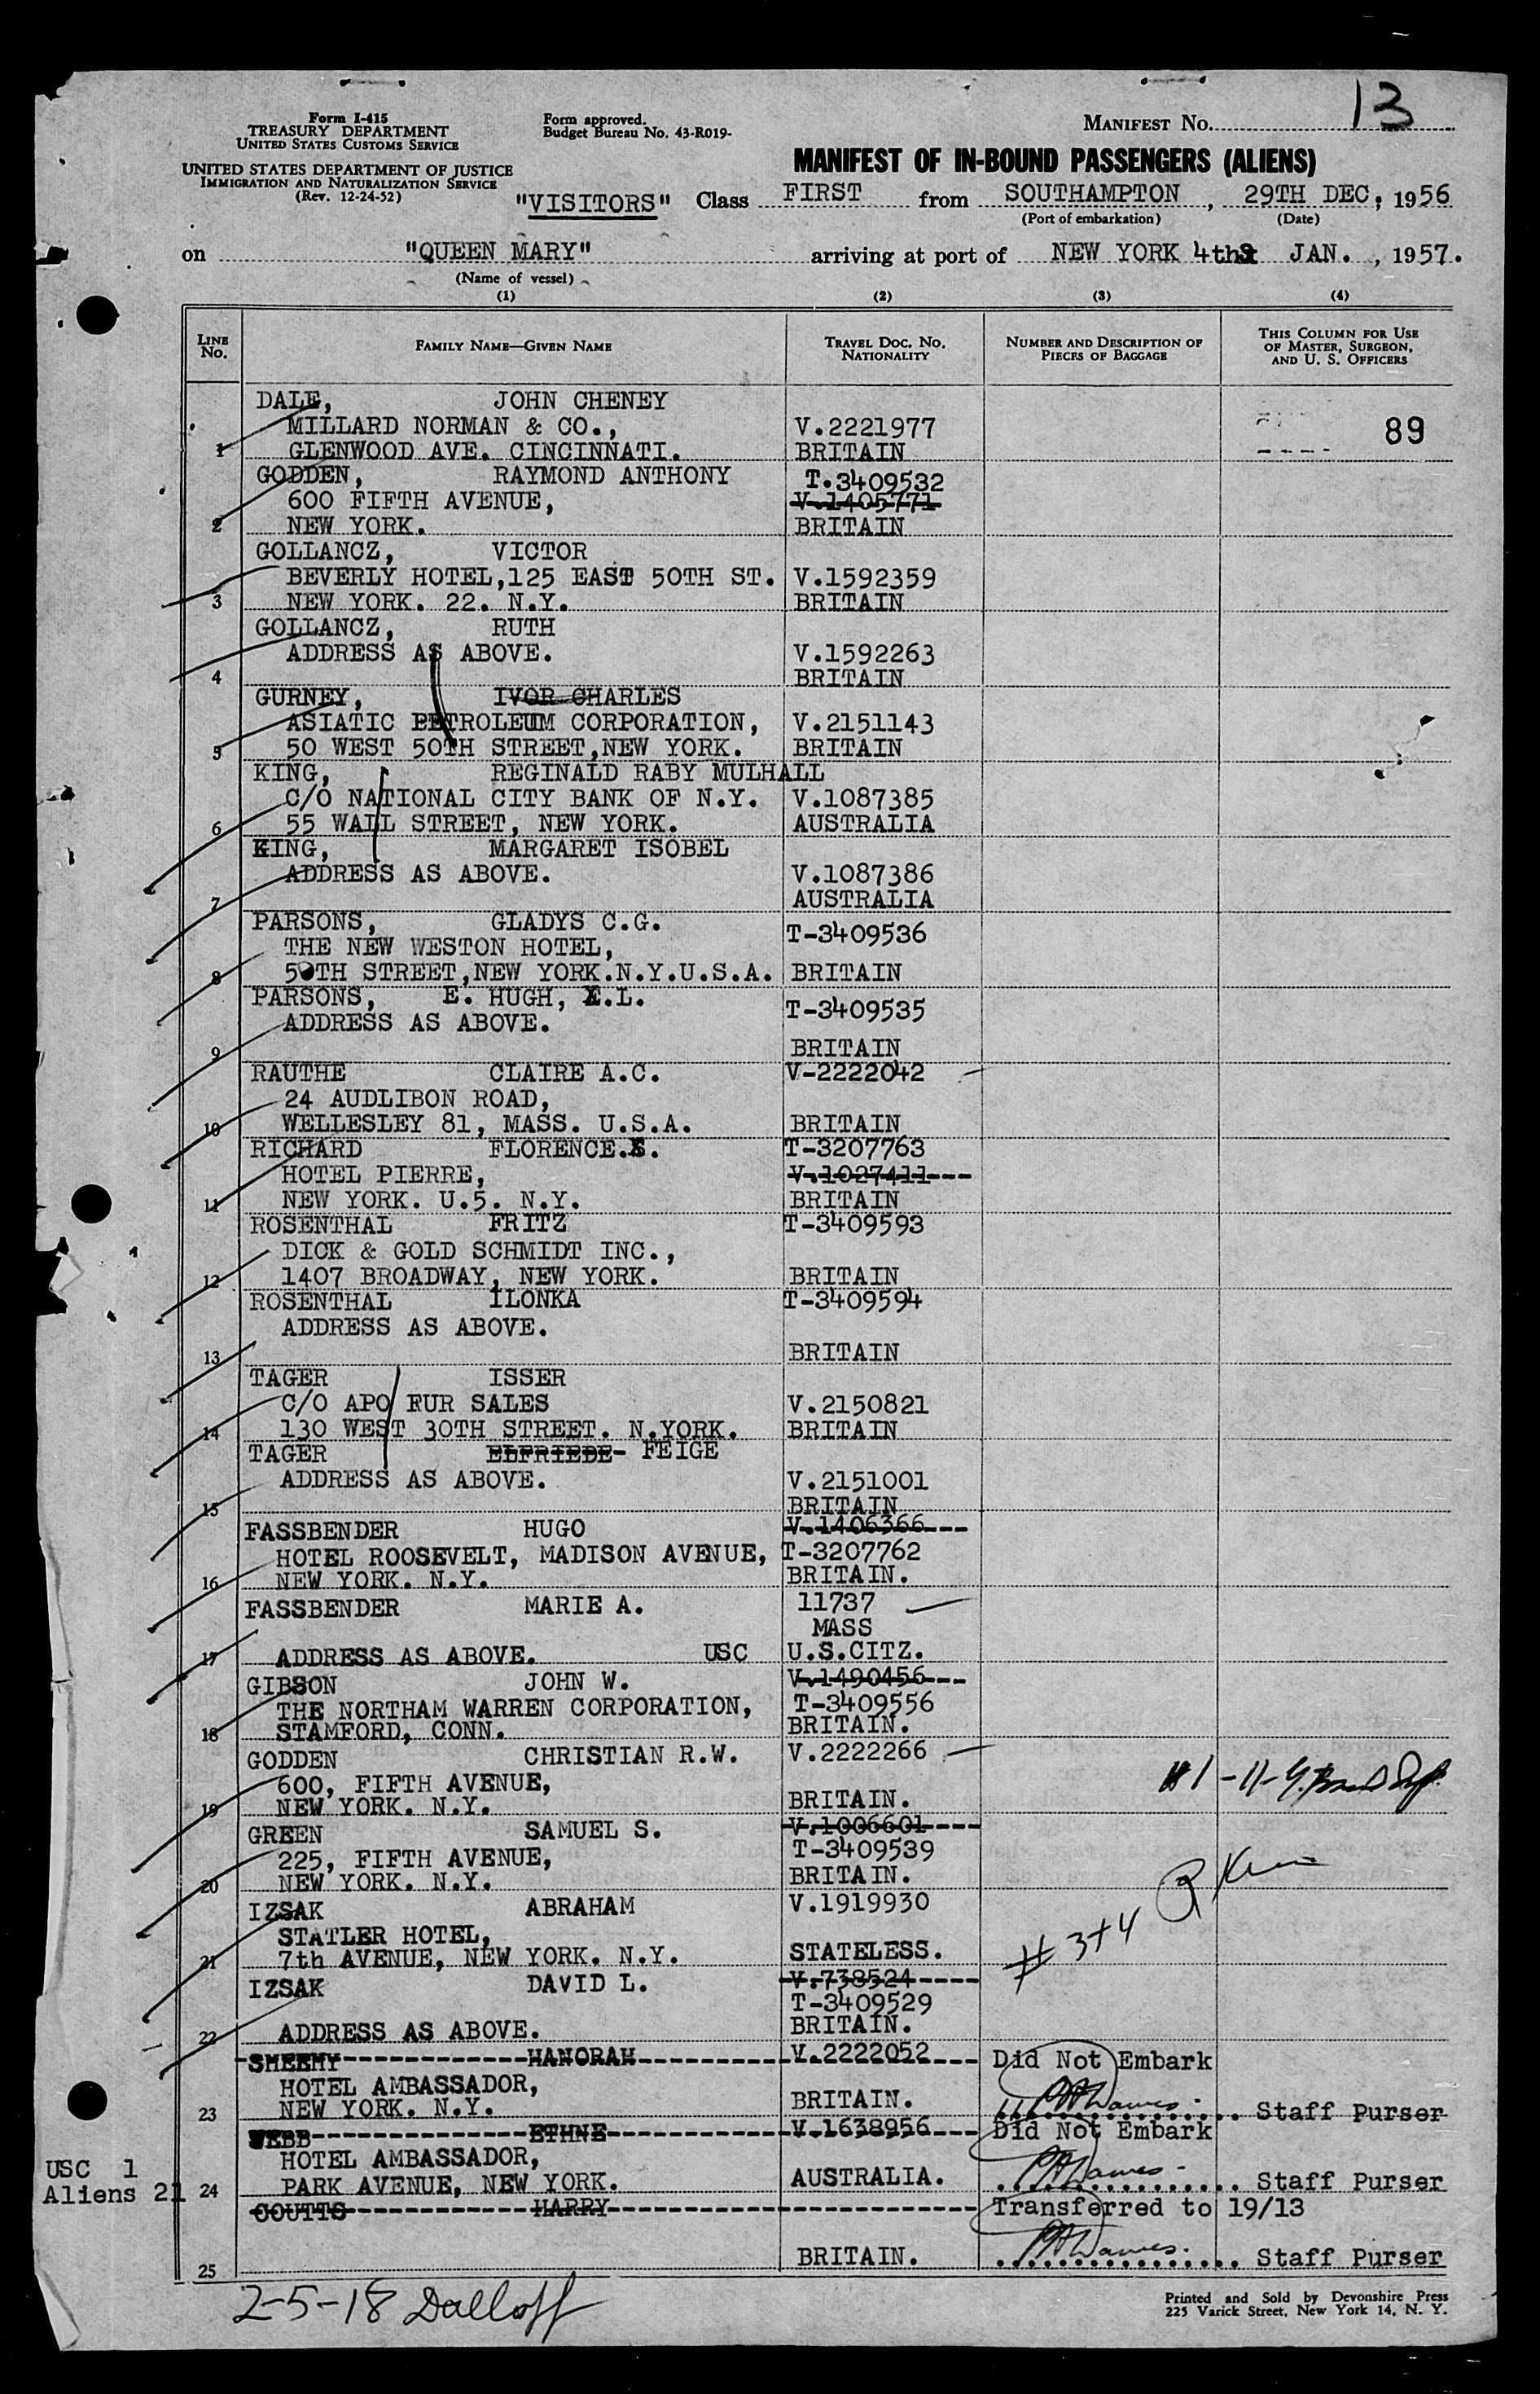 13
Form I-415
TREASURY DEPARTMENT
UNITED STATES CUSTOMS SERVICE
UNITED STATES DEPARTMENT OF JUSTICE
IMMIGRATION AND NATURALIZATION SERVICE
(Rev. 12-24-52)
Form approved.
Budget Bureau No. 43-R019-
MANIFEST No.
MANIFEST OF IN-BOUND PASSENGERS (ALIENS)
"VISITORS" Class FIRST from SOUTHAMPTON, 29TH DEC, 1956
(Port of embarkation) (Date)
on "QUEEN MARY" arriving at port of NEW YORK 4th JAN., 1957.
(Name of vessel)
(1) (2) (3) (4)
LINE No. FAMILY NAME—GIVEN NAME TRAVEL DOC. No. NATIONALITY NUMBER AND DESCRIPTION OF PIECES OF BAGGAGE THIS COLUMN FOR USE OF MASTER, SURGEON, AND U. S. OFFICERS
DALE, JOHN CHENEY
MILLARD NORMAN & CO., V.2221977 89
1 GLENWOOD AVE. CINCINNATI. BRITAIN
GODDEN, RAYMOND ANTHONY T.3409532
600 FIFTH AVENUE, V.1405771
2 NEW YORK. BRITAIN
GOLLANCZ, VICTOR
BEVERLY HOTEL,125 EAST 50TH ST. V.1592359
3 NEW YORK. 22. N.Y. BRITAIN
GOLLANCZ, RUTH
ADDRESS AS ABOVE. V.1592263
4 BRITAIN
GURNEY, IVOR CHARLES
ASIATIC PETROLEUM CORPORATION, V.2151143
5 50 WEST 50TH STREET,NEW YORK. BRITAIN
KING, REGINALD RABY MULHALL
C/O NATIONAL CITY BANK OF N.Y. V.1087385
6 55 WALL STREET, NEW YORK. AUSTRALIA
KING, MARGARET ISOBEL
ADDRESS AS ABOVE. V.1087386
7 AUSTRALIA
PARSONS, GLADYS C.G. T-3409536
THE NEW WESTON HOTEL,
8 50TH STREET,NEW YORK.N.Y.U.S.A. BRITAIN
PARSONS, E. HUGH, E.L. T-3409535
ADDRESS AS ABOVE.
9 BRITAIN
RAUTHE CLAIRE A.C. V-2222042
24 AUDLIBON ROAD,
10 WELLESLEY 81, MASS. U.S.A. BRITAIN
RICHARD FLORENCE. T-3207763
HOTEL PIERRE, V.1027411---
11 NEW YORK. U.5. N.Y. BRITAIN
ROSENTHAL FRITZ T-3409593
DICK & GOLD SCHMIDT INC.,
12 1407 BROADWAY, NEW YORK. BRITAIN
ROSENTHAL ILONKA T-3409594
ADDRESS AS ABOVE.
13 BRITAIN
TAGER ISSER
C/O APO FUR SALES V.2150821
14 130 WEST 30TH STREET. N.YORK. BRITAIN
TAGER ELFRIEDE- FEIGE
ADDRESS AS ABOVE. V.2151001
15 BRITAIN
FASSBENDER HUGO V.1406366---
HOTEL ROOSEVELT, MADISON AVENUE, T-3207762
16 NEW YORK. N.Y. BRITAIN.
FASSBENDER MARIE A. 11737
MASS
17 ADDRESS AS ABOVE. USC U.S.CITZ.
GIBSON JOHN W. V.1490456---
THE NORTHAM WARREN CORPORATION, T-3409556
18 STAMFORD, CONN. BRITAIN.
GODDEN CHRISTIAN R.W. V.2222266
600, FIFTH AVENUE,
19 NEW YORK. N.Y. BRITAIN.
GREEN SAMUEL S. V.1006601----
225, FIFTH AVENUE, T-3409539
20 NEW YORK. N.Y. BRITAIN.
IZSAK ABRAHAM V.1919930
STATLER HOTEL,
21 7th AVENUE, NEW YORK. N.Y. STATELESS.
# 3+4
IZSAK DAVID L. V.738524----
T-3409529
22 ADDRESS AS ABOVE. BRITAIN.
SHEEHY HANORAH V.2222052--- Did Not Embark
HOTEL AMBASSADOR,
23 NEW YORK. N.Y. BRITAIN. Staff Purser
WEBB ETHNE V.1638956--- Did Not Embark
HOTEL AMBASSADOR,
24 PARK AVENUE, NEW YORK. AUSTRALIA. Staff Purser
USC 1
Aliens 21
COUTTS HARRY Transferred to 19/13
25 BRITAIN. Staff Purser
2-5-18 Dalloff
Printed and Sold by Devonshire Press
225 Varick Street, New York 14, N. Y.